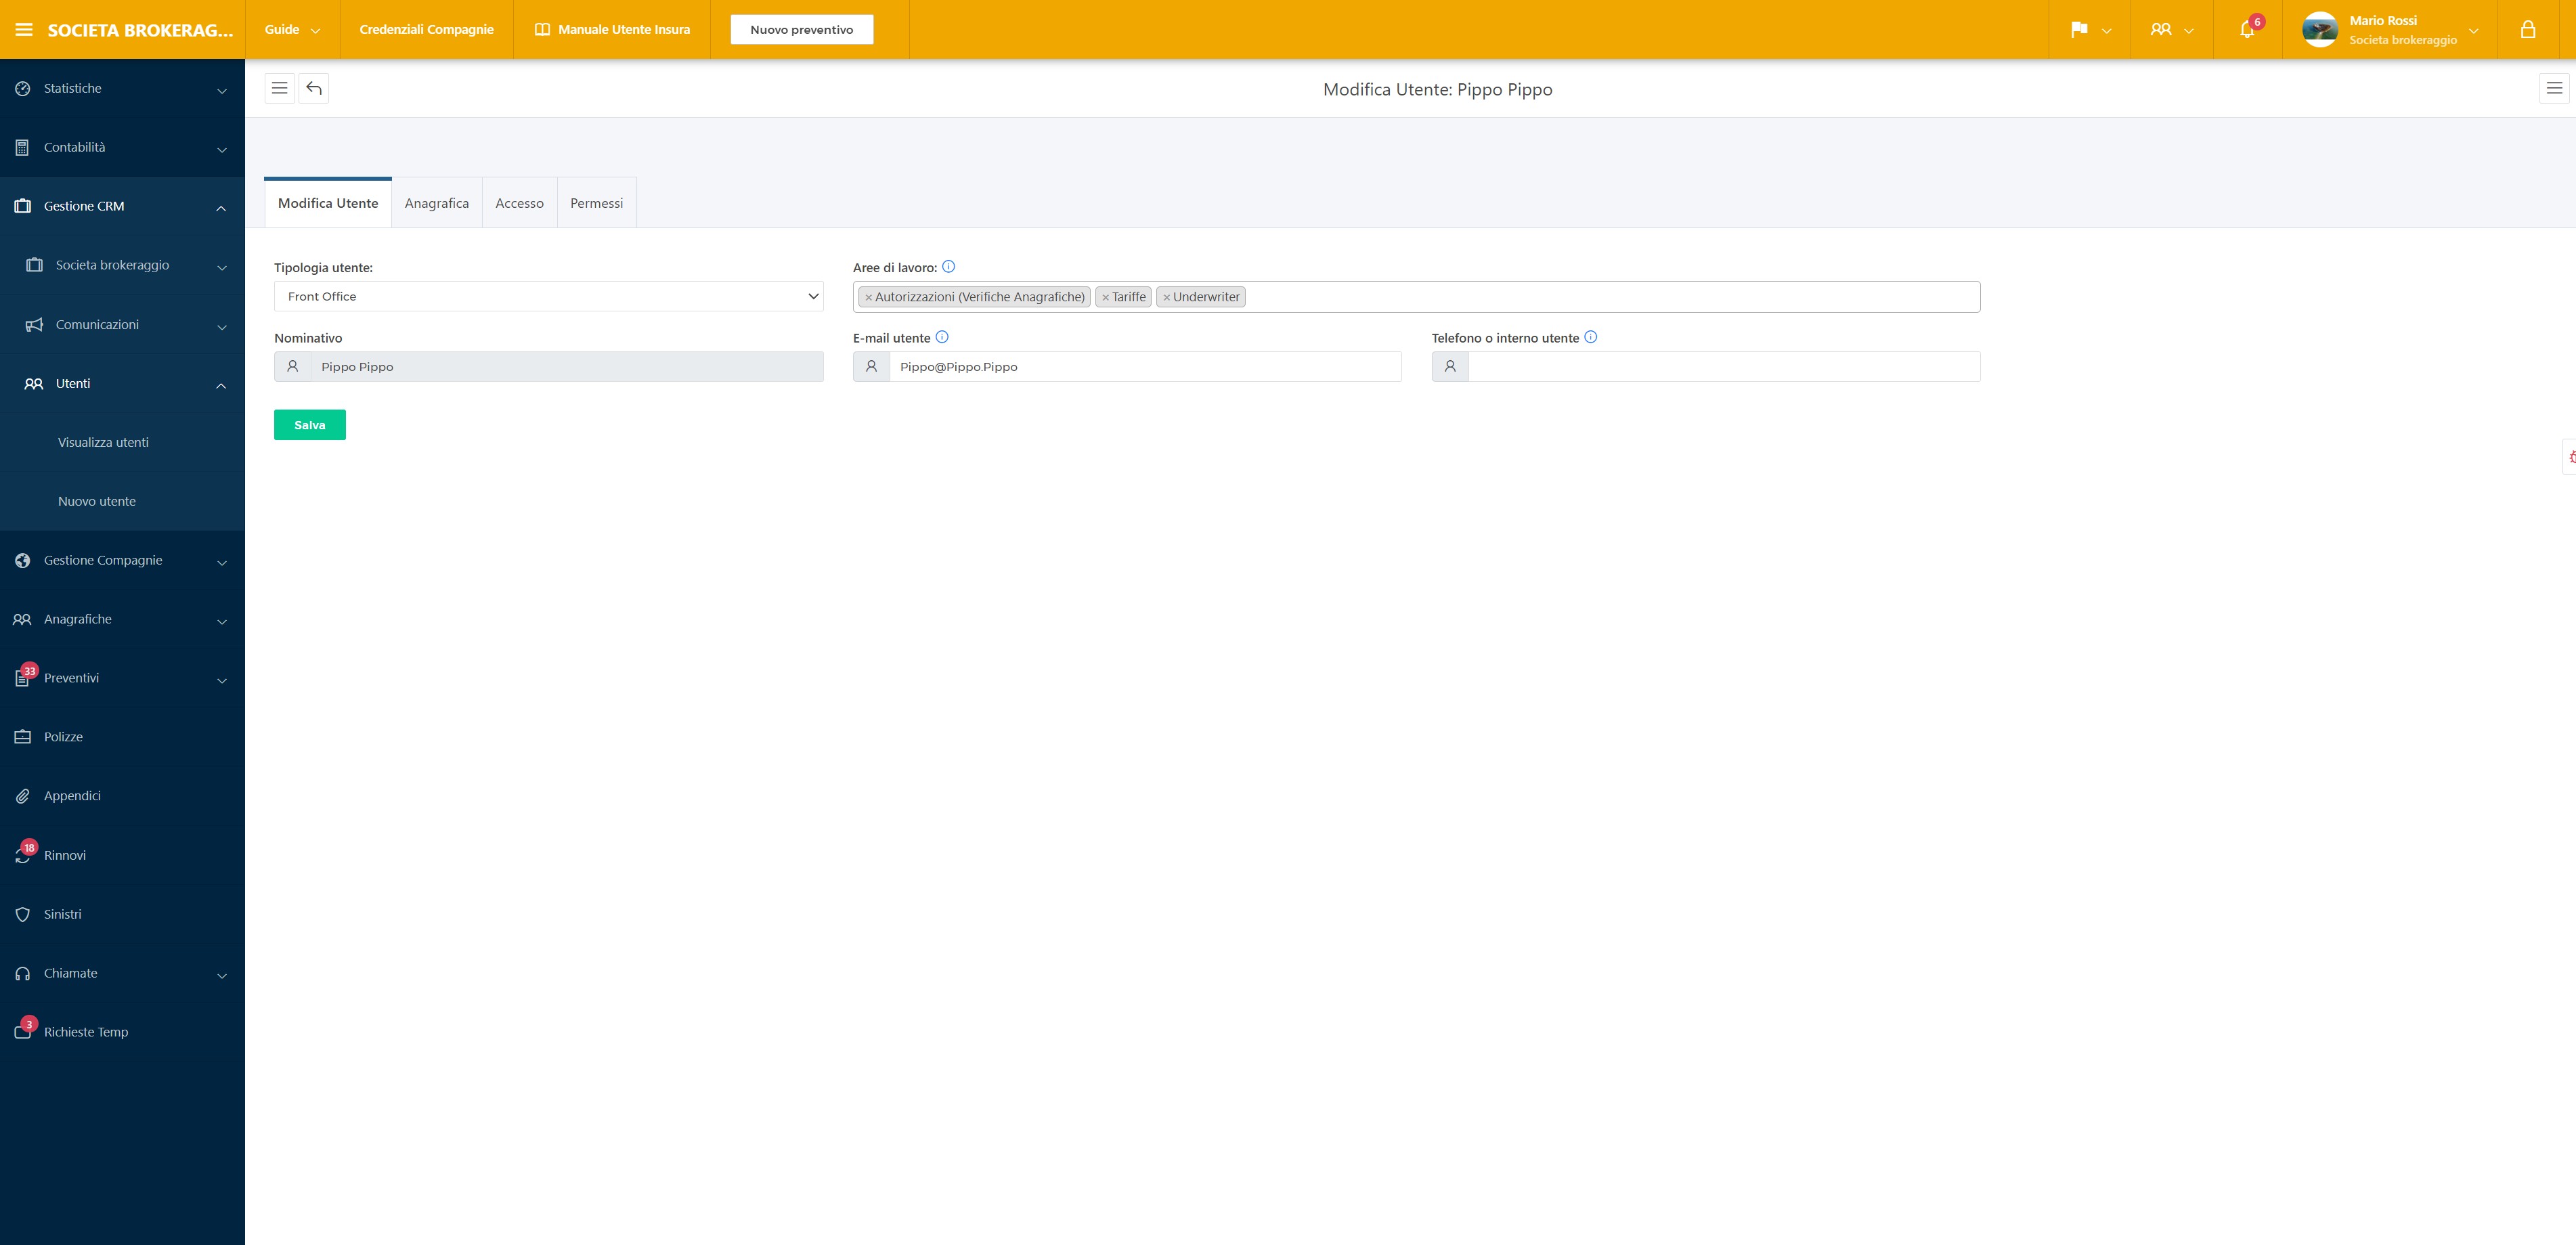 SOCIETA BROKERAG...
Guide
Credenziali Compagnie
Manuale Utente Insura
Nuovo preventivo
6
Mario Rossi
Societa brokeraggio
Statistiche
Contabilità
Gestione CRM
Societa brokeraggio
Comunicazioni
Utenti
Visualizza utenti
Nuovo utente
Gestione Compagnie
Anagrafiche
33
Preventivi
Polizze
Appendici
18
Rinnovi
Sinistri
Chiamate
3
Richieste Temp
Modifica Utente: Pippo Pippo
Modifica Utente
Anagrafica
Accesso
Permessi
Tipologia utente:
Front Office
Aree di lavoro:
× Autorizzazioni (Verifiche Anagrafiche) × Tariffe × Underwriter
Nominativo
Pippo Pippo
E-mail utente
Pippo@Pippo.Pippo
Telefono o interno utente
Salva